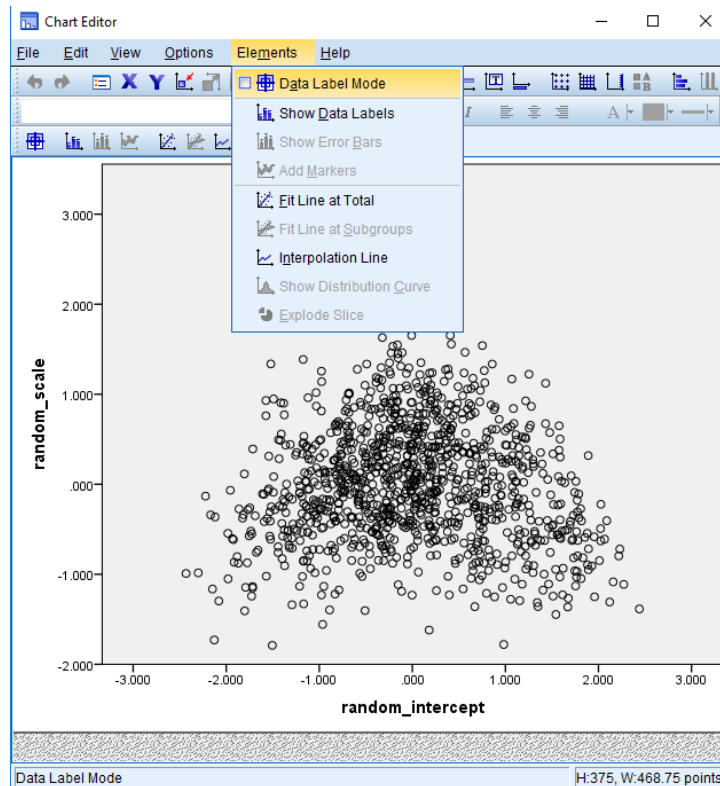 Chart Editor
File Edit View Options Elements Help
Data Label Mode
Show Data Labels
Show Error Bars
Add Markers
Fit Line at Total
Fit Line at Subgroups
Interpolation Line
Show Distribution Curve
Explode Slice
X Y
T
I
A
3.000
2.000
1.000
.000
-1.000
-2.000
random_scale
-3.000 -2.000 -1.000 .000 1.000 2.000 3.000
random_intercept
Data Label Mode H:375, W:468.75 points